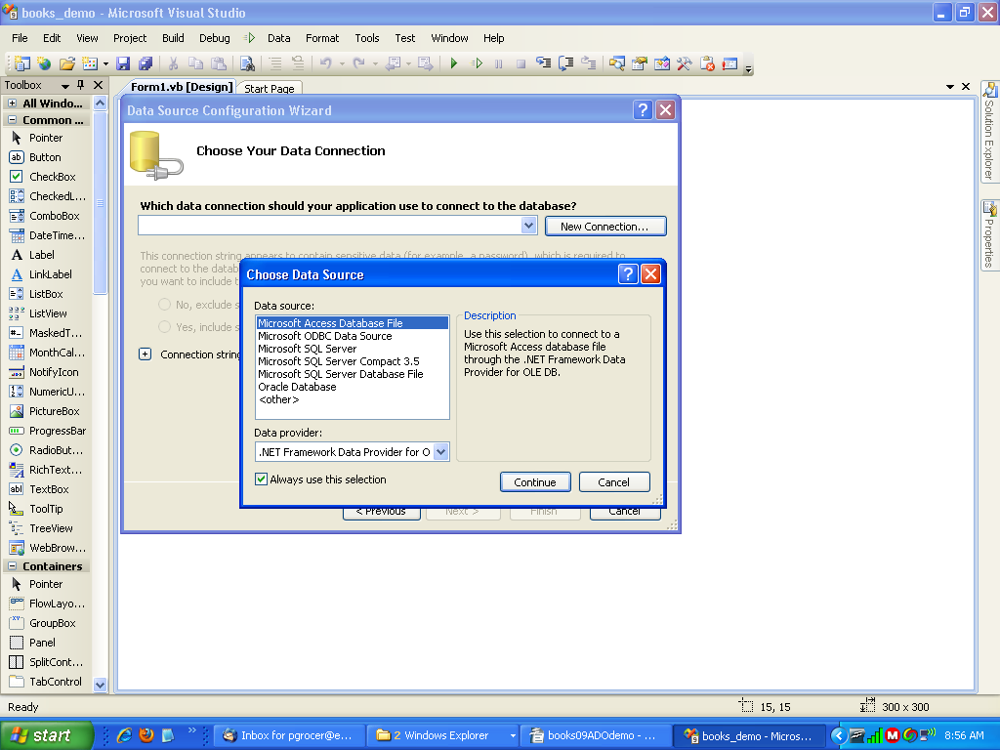 books_demo - Microsoft Visual Studio
File Edit View Project Build Debug Data Format Tools Test Window Help
Toolbox
Form1.vb [Design] Start Page
All Windo...
Common ...
Pointer
Button
CheckBox
CheckedL...
ComboBox
DateTime...
Label
LinkLabel
ListBox
ListView
MaskedT...
MonthCal...
NotifyIcon
NumericU...
PictureBox
ProgressBar
RadioBut...
RichText...
TextBox
ToolTip
TreeView
WebBrow...
Containers
Pointer
FlowLayo...
GroupBox
Panel
SplitCont...
TabControl
Data Source Configuration Wizard
Choose Your Data Connection
Which data connection should your application use to connect to the database?
New Connection...
This connection string appears to contain sensitive data (for example, a password), which is required to
connect to the datab
you want to include t
No, exclude s
Yes, include s
Connection string
Choose Data Source
Data source:
Microsoft Access Database File
Microsoft ODBC Data Source
Microsoft SQL Server
Microsoft SQL Server Compact 3.5
Microsoft SQL Server Database File
Oracle Database
<other>
Description
Use this selection to connect to a
Microsoft Access database file
through the .NET Framework Data
Provider for OLE DB.
Data provider:
.NET Framework Data Provider for O
Always use this selection
Continue Cancel
< Previous Next > Finish Cancel
Solution Explorer
Properties
Ready 15, 15 300 x 300
start Inbox for pgrocer@e... 2 Windows Explorer books09ADOdemo - ... books_demo - Micros... 8:56 AM